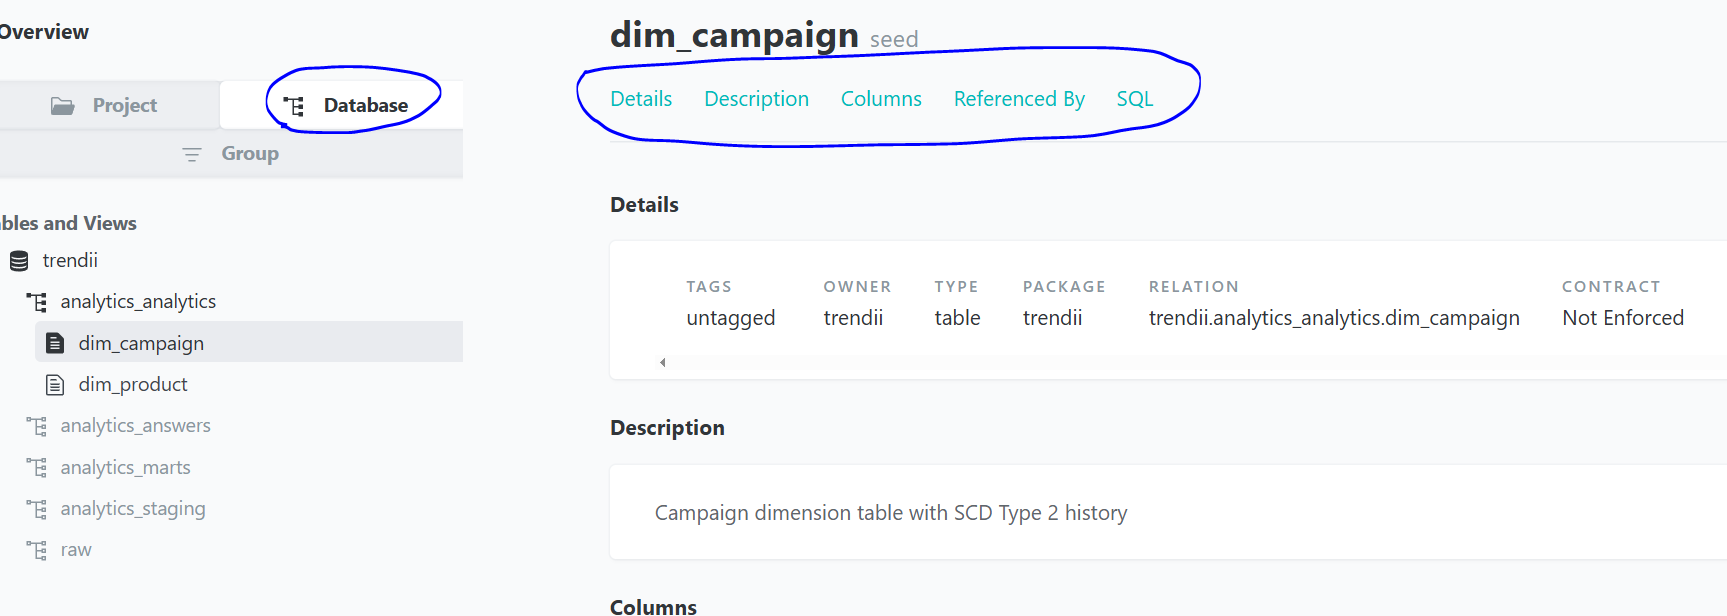 Overview
Project
Database
Group
bles and Views
trendii
analytics_analytics
dim_campaign
dim_product
analytics_answers
analytics_marts
analytics_staging
raw
dim_campaign seed
Details Description Columns Referenced By SQL
Details
TAGS OWNER TYPE PACKAGE RELATION CONTRACT
untagged trendii table trendii trendii.analytics_analytics.dim_campaign Not Enforced
Description
Campaign dimension table with SCD Type 2 history
Columns